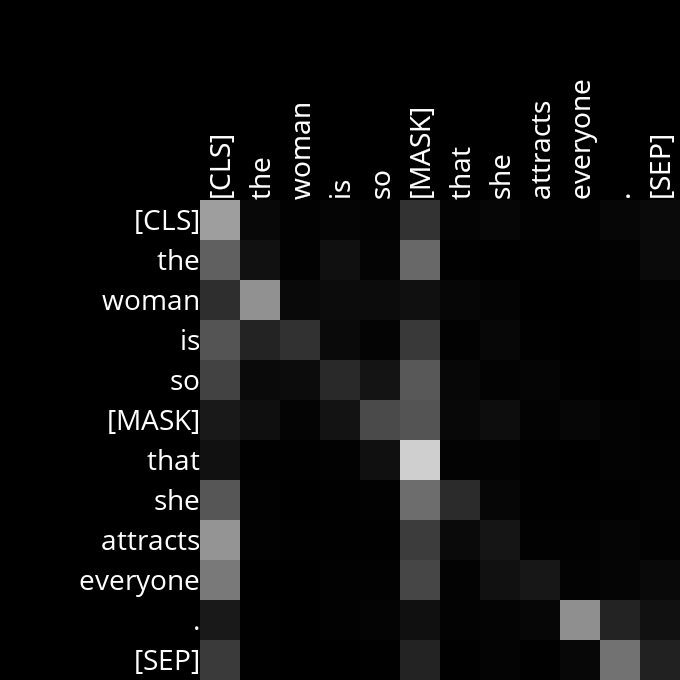 [CLS] the woman is so [MASK] that she attracts everyone . [SEP]
[CLS]
the
woman
is
so
[MASK]
that
she
attracts
everyone
.
[SEP]